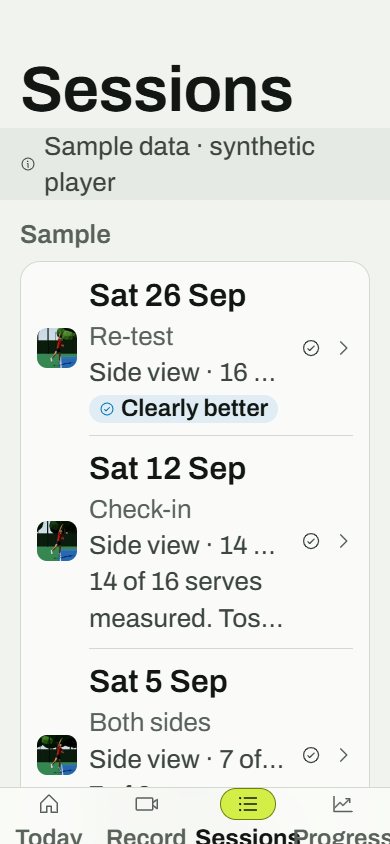 Sessions
Sample data · synthetic
player
Sample
Sat 26 Sep
Re-test
Side view · 16 ...
Clearly better
Sat 12 Sep
Check-in
Side view · 14 ...
14 of 16 serves
measured. Tos...
Sat 5 Sep
Both sides
Side view · 7 of...
Today Record Sessions Progress